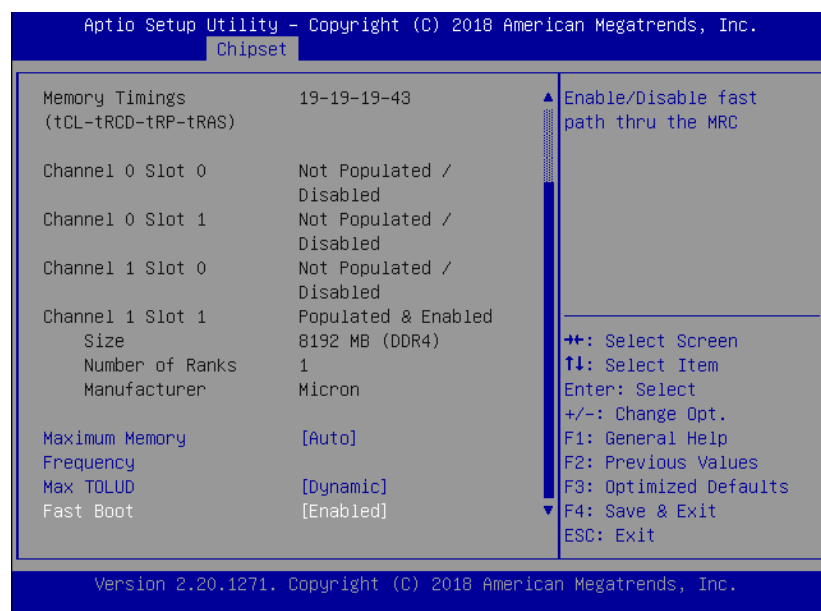 Aptio Setup Utility – Copyright (C) 2018 American Megatrends, Inc.
Chipset
Memory Timings 19-19-19-43
(tCL-tRCD-tRP-tRAS)
Channel 0 Slot 0 Not Populated /
Disabled
Channel 0 Slot 1 Not Populated /
Disabled
Channel 1 Slot 0 Not Populated /
Disabled
Channel 1 Slot 1 Populated & Enabled
Size 8192 MB (DDR4)
Number of Ranks 1
Manufacturer Micron
Maximum Memory [Auto]
Frequency
Max TOLUD [Dynamic]
Fast Boot [Enabled]
Enable/Disable fast
path thru the MRC
→←: Select Screen
↑↓: Select Item
Enter: Select
+/-: Change Opt.
F1: General Help
F2: Previous Values
F3: Optimized Defaults
F4: Save & Exit
ESC: Exit
Version 2.20.1271. Copyright (C) 2018 American Megatrends, Inc.